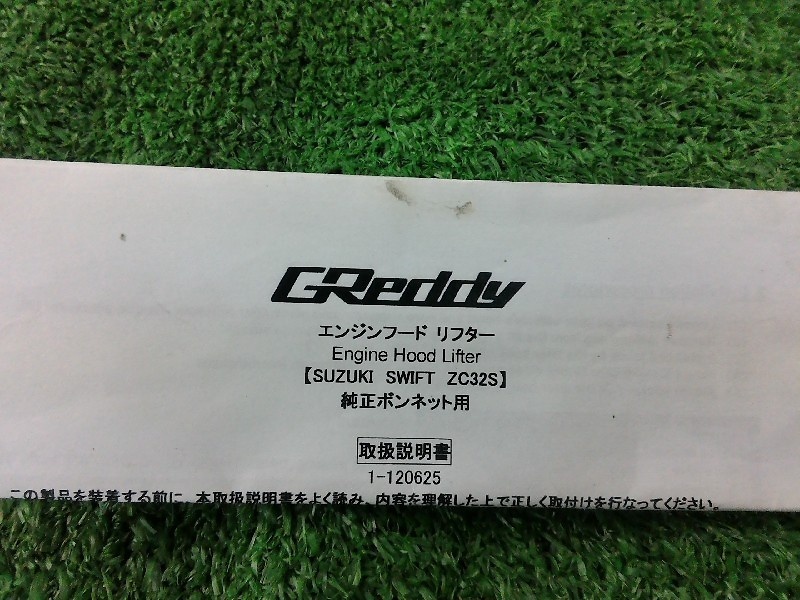 GReddy
エンジンフード リフター
Engine Hood Lifter
【SUZUKI SWIFT ZC32S】
純正ボンネット用
取扱説明書
1-120625
この製品を装着する前に、本取扱説明書をよく読み、内容を理解した上で正しく取付けを行なってください。